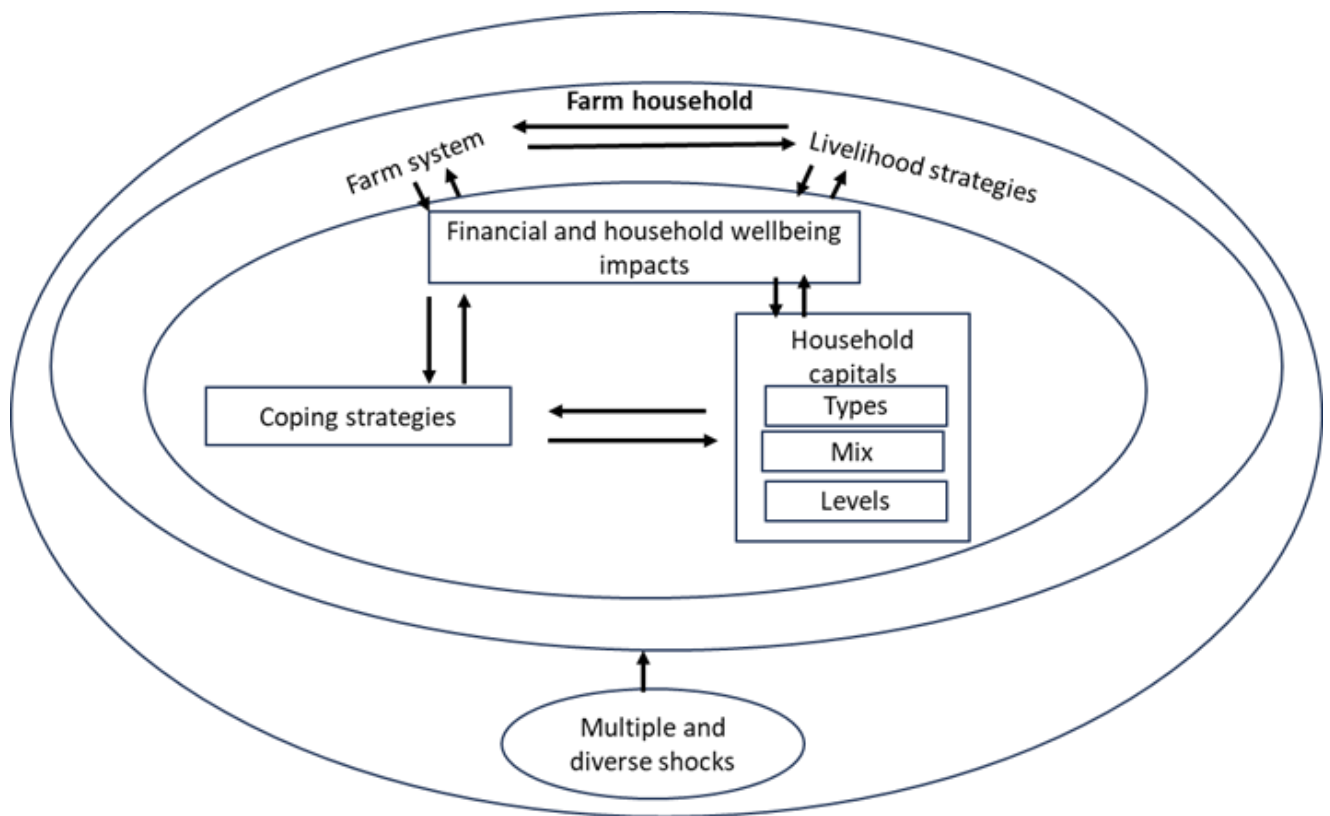 Farm household
Farm system
Livelihood strategies
Financial and household wellbeing
impacts
Household
capitals
Types
Mix
Levels
Coping strategies
Multiple and
diverse shocks